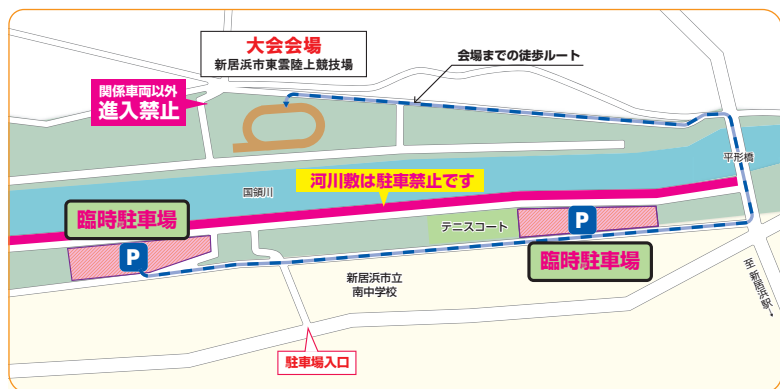 大会会場
新居浜市東雲陸上競技場
会場までの徒歩ルート
関係車両以外
進入禁止
平形橋
河川敷は駐車禁止です
国領川
臨時駐車場
P
テニスコート
P
臨時駐車場
新居浜市立
南中学校
至 新居浜駅
駐車場入口